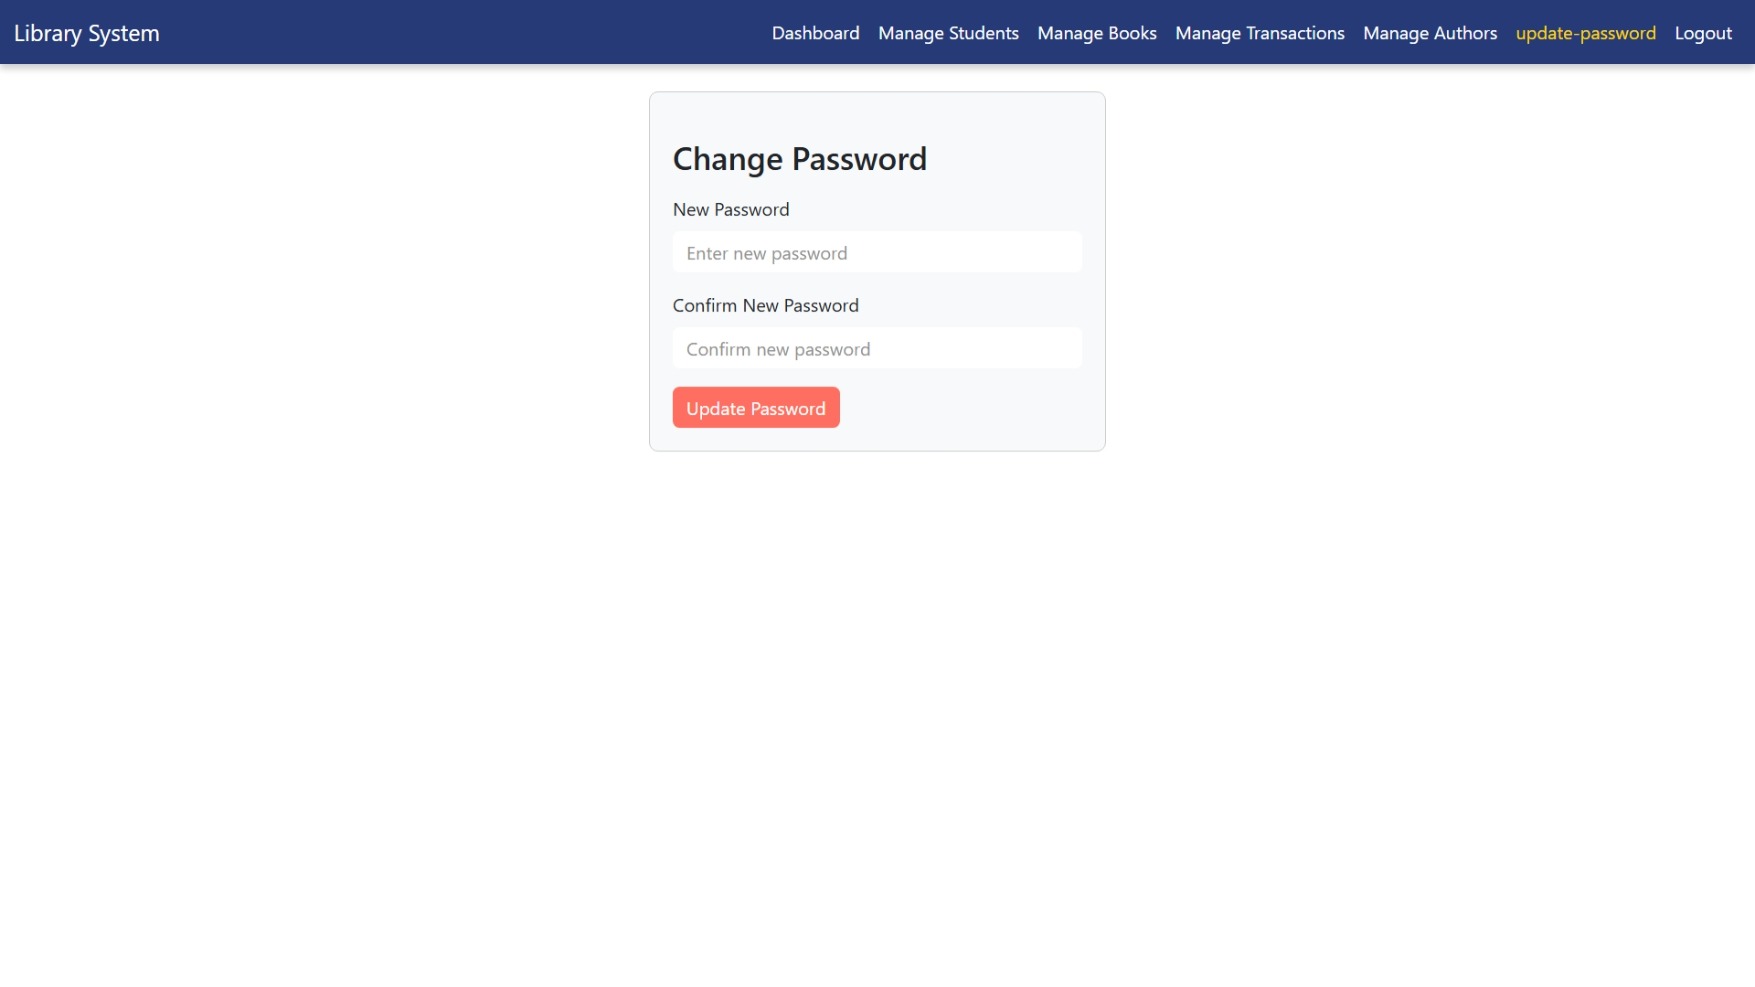 Library System
Dashboard
Manage Students
Manage Books
Manage Transactions
Manage Authors
update-password
Logout
Change Password
New Password
Enter new password
Confirm New Password
Confirm new password
Update Password